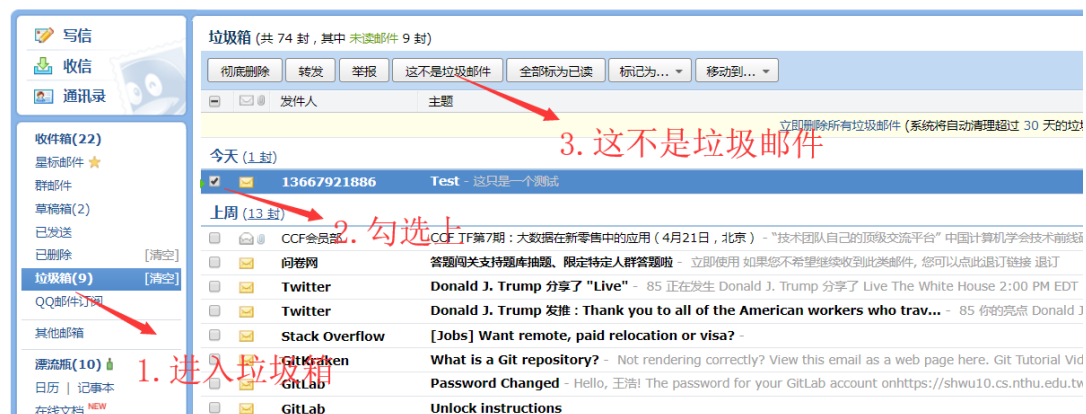 写信
收信
通讯录
收件箱(22)
星标邮件
群邮件
草稿箱(2)
已发送
已删除 [清空]
垃圾箱(9) [清空]
QQ邮件订阅
其他邮箱
漂流瓶(10)
日历 | 记事本
在线文档 NEW
垃圾箱 (共 74 封，其中 未读邮件 9 封)
彻底删除 转发 举报 这不是垃圾邮件 全部标为已读 标记为... 移动到...
发件人 主题
立即删除所有垃圾邮件 (系统将自动清理超过 30 天的垃圾
今天 (1 封)
13667921886 Test - 这只是一个测试
上周 (13 封)
CCF会员部 CCF TF第7期：大数据在新零售中的应用（4月21日，北京） - “技术团队自己的顶级交流平台” 中国计算机学会技术前线
问卷网 答题闯关支持题库抽题、限定特定人群答题啦 - 立即使用 如果您不希望继续收到此类邮件, 您可以点此退订链接 退订
Twitter Donald J. Trump 分享了 "Live" - 85 正在发生 Donald J. Trump 分享了 Live The White House 2:00 PM EDT
Twitter Donald J. Trump 发推：Thank you to all of the American workers who trav... - 85 你的亮点 Donald J
Stack Overflow [Jobs] Want remote, paid relocation or visa? -
GitKraken What is a Git repository? - Not rendering correctly? View this email as a web page here. Git Tutorial Vid
GitLab Password Changed - Hello, 王浩! The password for your GitLab account onhttps://shwu10.cs.nthu.edu.tw
GitLab Unlock instructions
1. 进入垃圾箱
2. 勾选上
3. 这不是垃圾邮件